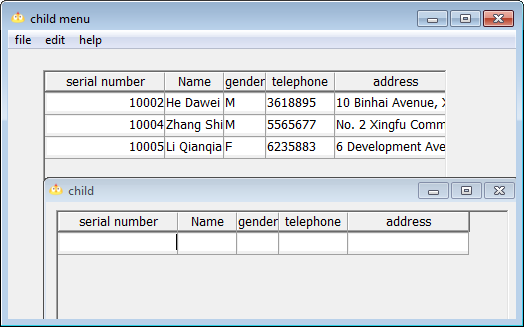 child menu
file edit help
serial number Name gender telephone address
10002 He Dawei M 3618895 10 Binhai Avenue, X
10004 Zhang Shi M 5565677 No. 2 Xingfu Comm
10005 Li Qianqia F 6235883 6 Development Ave
child
serial number Name gender telephone address